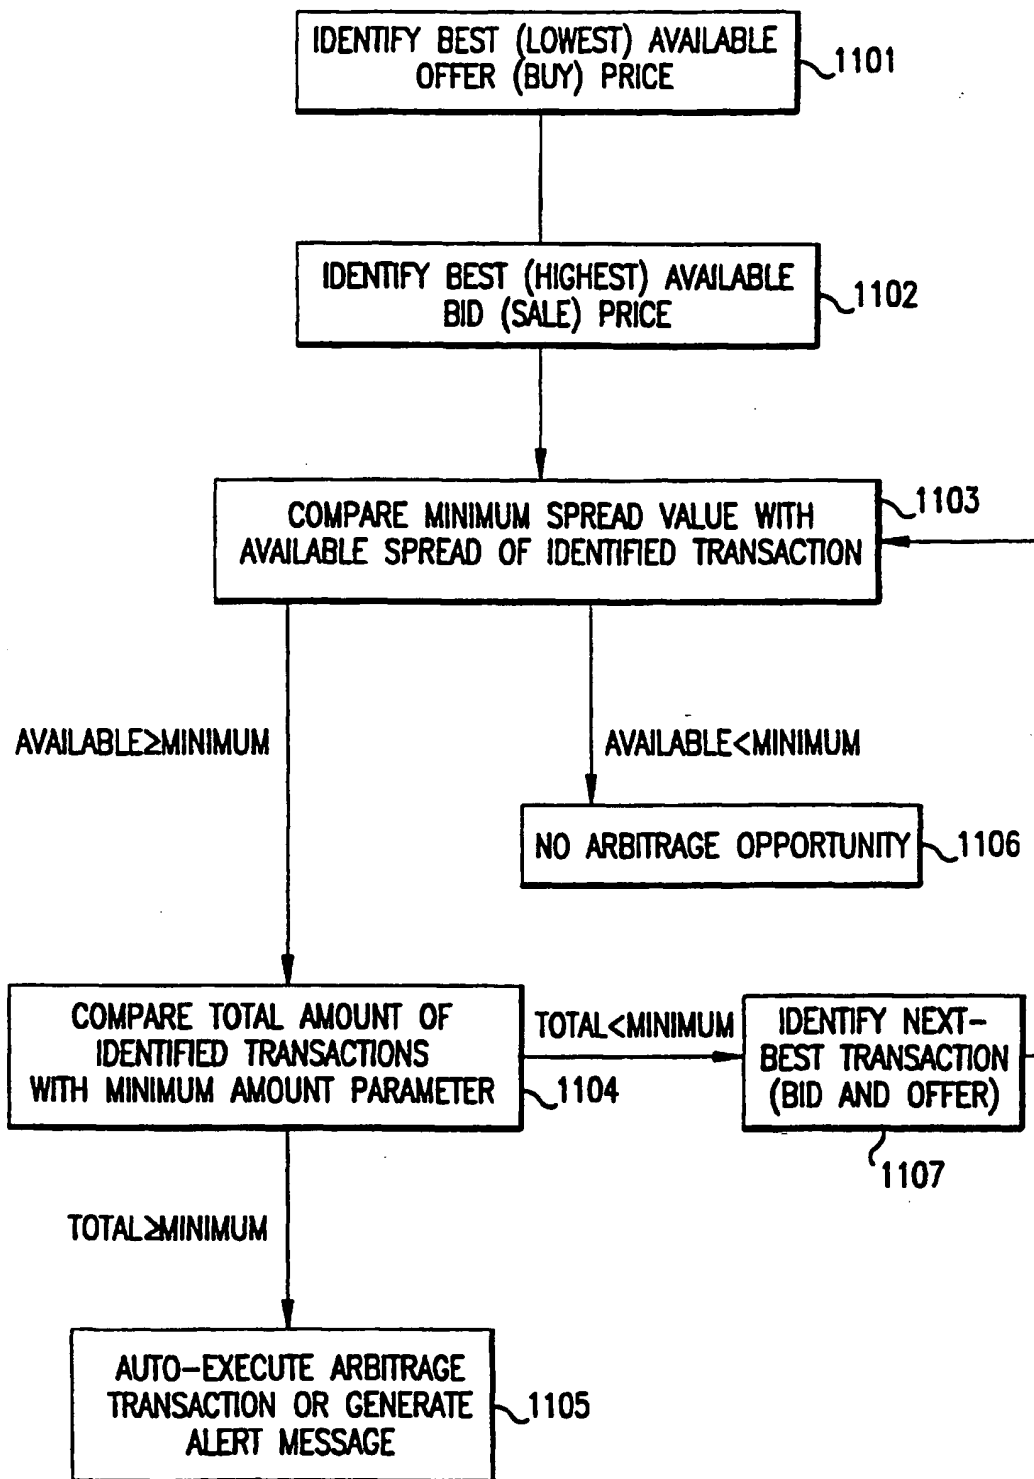 IDENTIFY BEST (LOWEST) AVAILABLE
OFFER (BUY) PRICE
1101
IDENTIFY BEST (HIGHEST) AVAILABLE
BID (SALE) PRICE
1102
COMPARE MINIMUM SPREAD VALUE WITH
AVAILABLE SPREAD OF IDENTIFIED TRANSACTION
1103
AVAILABLE≥MINIMUM
AVAILABLE<MINIMUM
NO ARBITRAGE OPPORTUNITY
1106
COMPARE TOTAL AMOUNT OF
IDENTIFIED TRANSACTIONS
WITH MINIMUM AMOUNT PARAMETER
1104
TOTAL<MINIMUM
IDENTIFY NEXT-
BEST TRANSACTION
(BID AND OFFER)
1107
TOTAL≥MINIMUM
AUTO-EXECUTE ARBITRAGE
TRANSACTION OR GENERATE
ALERT MESSAGE
1105